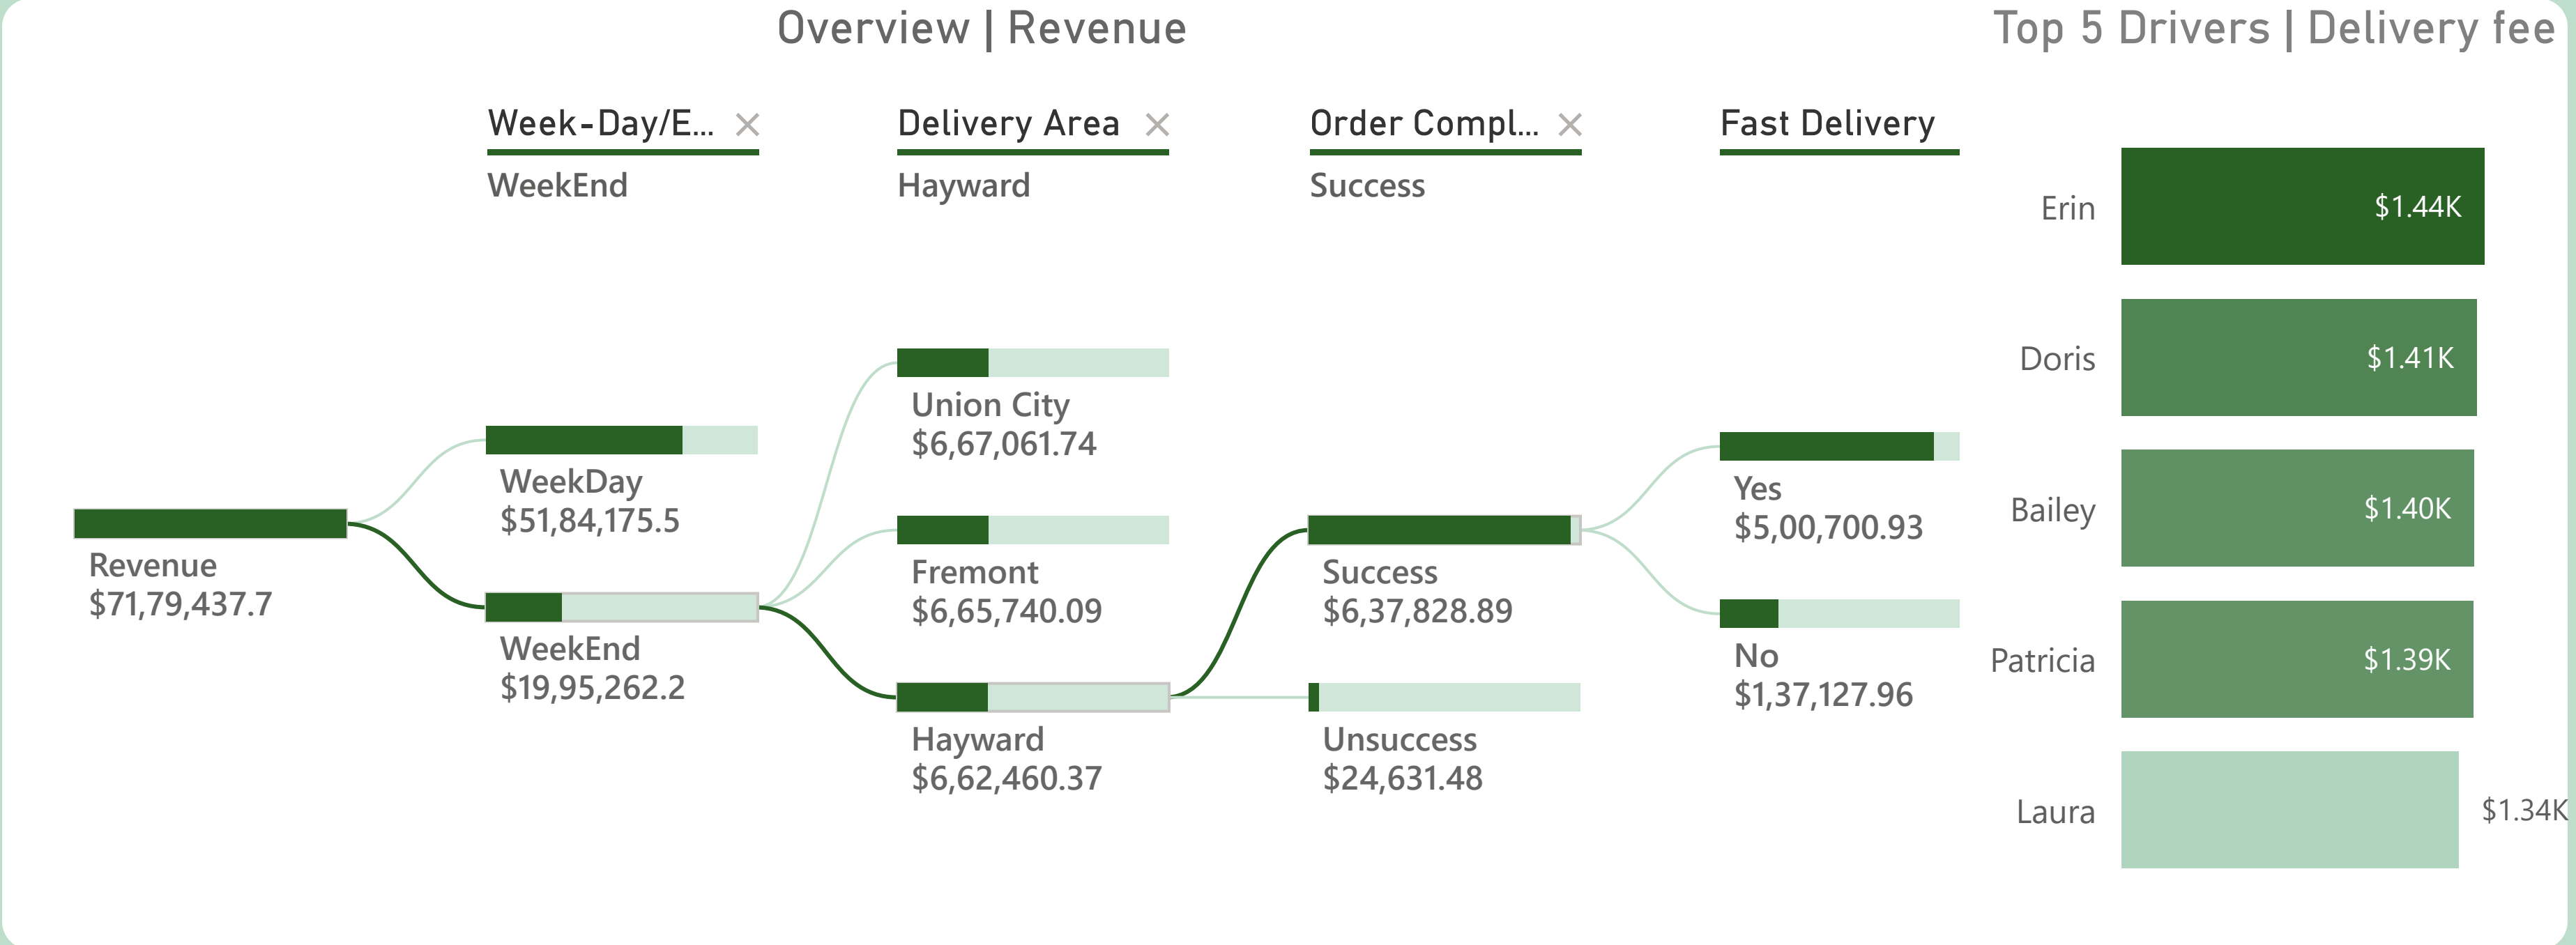 Overview | Revenue
Top 5 Drivers | Delivery fee
Week-Day/E...
Delivery Area
Order Compl...
Fast Delivery
WeekEnd
Hayward
Success
Revenue
$71,79,437.7
WeekDay
$51,84,175.5
WeekEnd
$19,95,262.2
Union City
$6,67,061.74
Fremont
$6,65,740.09
Hayward
$6,62,460.37
Success
$6,37,828.89
Unsuccess
$24,631.48
Yes
$5,00,700.93
No
$1,37,127.96
Erin $1.44K
Doris $1.41K
Bailey $1.40K
Patricia $1.39K
Laura $1.34K